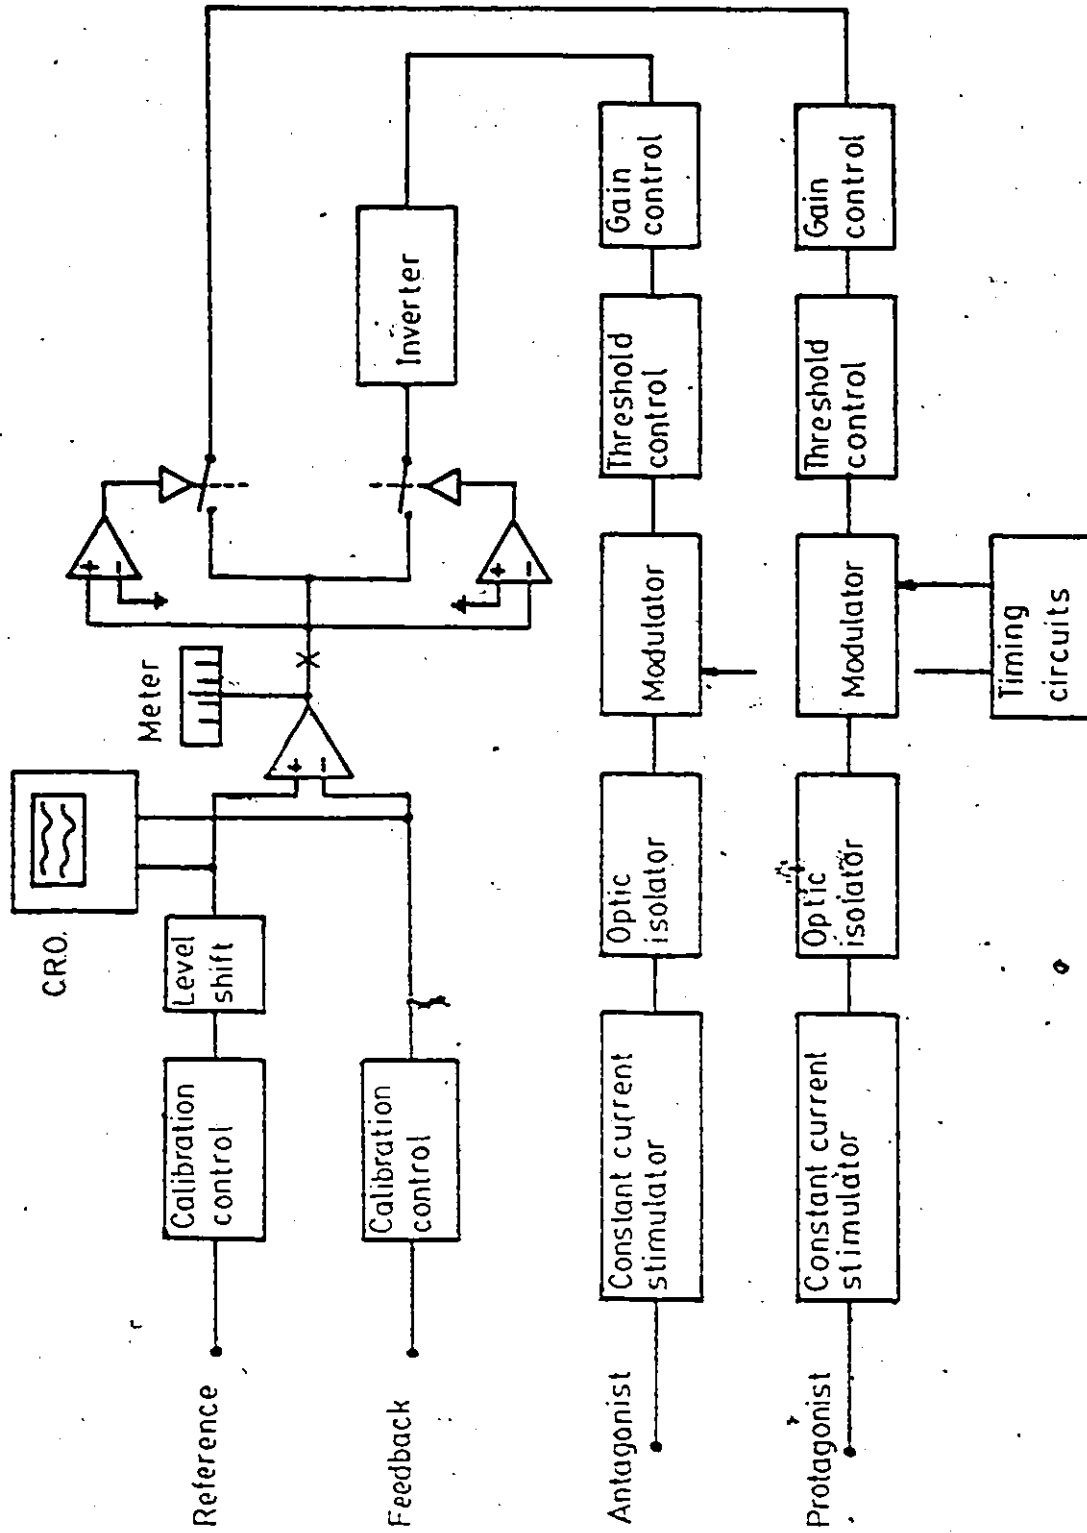 C.R.O.
Meter
Reference
Calibration
control
Level
shift
+
−
+
−
+
−
Inverter
Feedback
Calibration
control
Antagonist
Constant current
stimulator
Optic
isolator
Modulator
Threshold
control
Gain
control
Protagonist
Constant current
stimulator
Optic
isolator
Modulator
Threshold
control
Gain
control
Timing
circuits